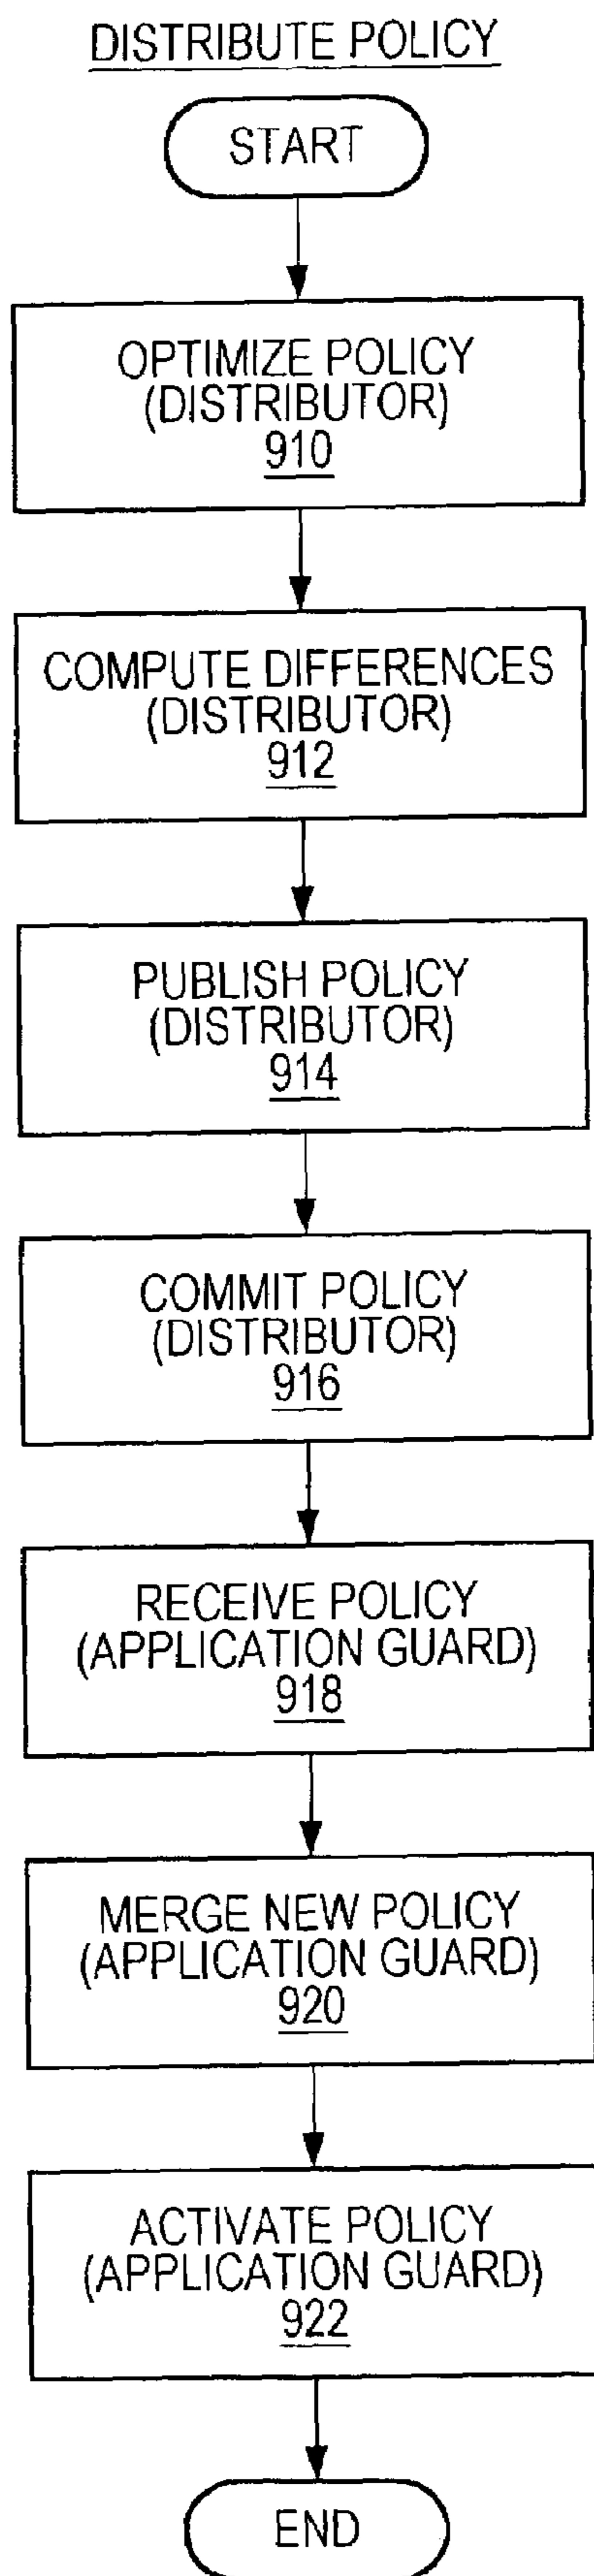 DISTRIBUTE POLICY
START
OPTIMIZE POLICY
(DISTRIBUTOR)
910
COMPUTE DIFFERENCES
(DISTRIBUTOR)
912
PUBLISH POLICY
(DISTRIBUTOR)
914
COMMIT POLICY
(DISTRIBUTOR)
916
RECEIVE POLICY
(APPLICATION GUARD)
918
MERGE NEW POLICY
(APPLICATION GUARD)
920
ACTIVATE POLICY
(APPLICATION GUARD)
922
END